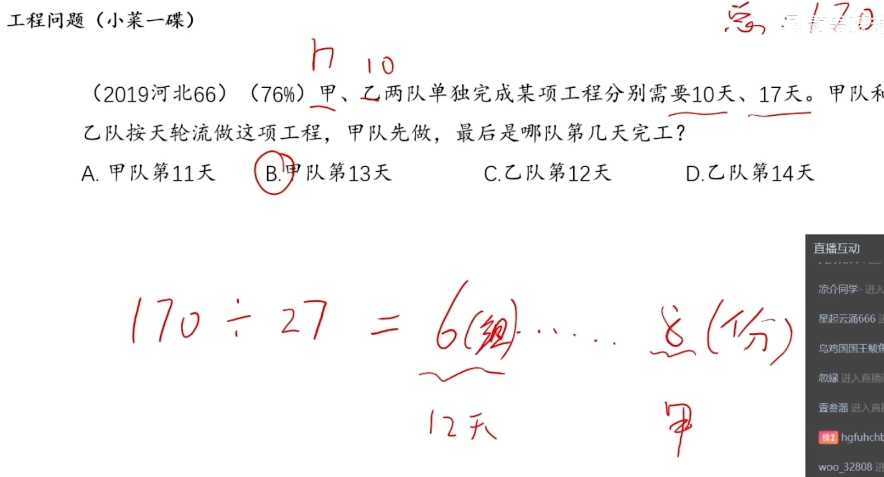 工程问题（小菜一碟）
总：170
17 10
（2019河北66）（76%）甲、乙两队单独完成某项工程分别需要10天、17天。甲队和
乙队按天轮流做这项工程，甲队先做，最后是哪队第几天完工？
A. 甲队第11天 B.甲队第13天 C.乙队第12天 D.乙队第14天
170 ÷ 27 = 6(组)······ 8(份)
12天 甲
直播互动
凉介同学- 进入
星起云涌666 进
乌鸡国国王鲅鱼
忽缘 进入直播间
壹叁溜 进入直播
hgfuhcht
woo_32808 进